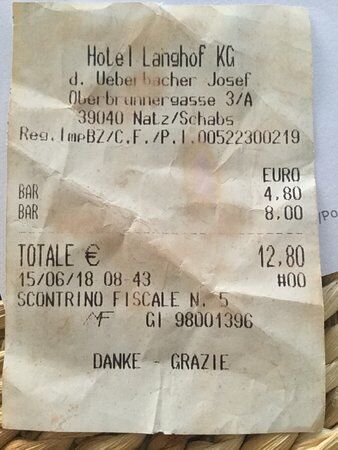 Hotel Langhof KG
d. Ueberbacher Josef
Oberbrunnergasse 3/A
39040 Natz/Schabs
Reg.ImpBZ/C.F./P.I.00522300219
EURO
BAR 4,80
BAR 8,00
TOTALE € 12,80
15/06/18 08-43 #00
SCONTRINO FISCALE N. 5
MF GI 98001396
DANKE - GRAZIE